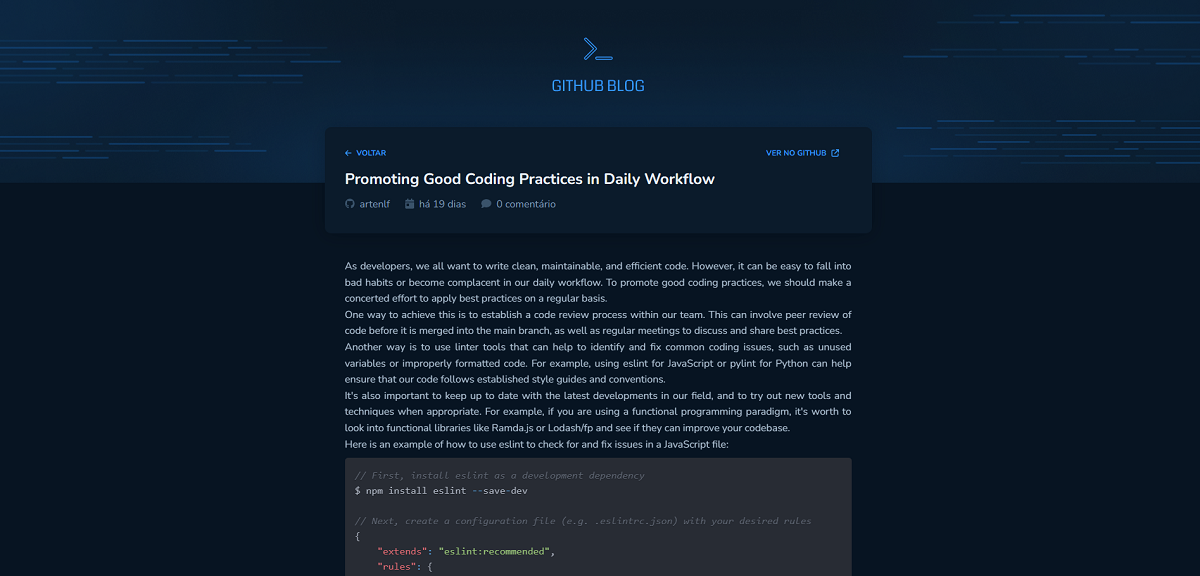 GITHUB BLOG
VOLTAR
VER NO GITHUB
Promoting Good Coding Practices in Daily Workflow
artenlf há 19 dias 0 comentário
As developers, we all want to write clean, maintainable, and efficient code. However, it can be easy to fall into
bad habits or become complacent in our daily workflow. To promote good coding practices, we should make a
concerted effort to apply best practices on a regular basis.
One way to achieve this is to establish a code review process within our team. This can involve peer review of
code before it is merged into the main branch, as well as regular meetings to discuss and share best practices.
Another way is to use linter tools that can help to identify and fix common coding issues, such as unused
variables or improperly formatted code. For example, using eslint for JavaScript or pylint for Python can help
ensure that our code follows established style guides and conventions.
It's also important to keep up to date with the latest developments in our field, and to try out new tools and
techniques when appropriate. For example, if you are using a functional programming paradigm, it's worth to
look into functional libraries like Ramda.js or Lodash/fp and see if they can improve your codebase.
Here is an example of how to use eslint to check for and fix issues in a JavaScript file:
// First, install eslint as a development dependency
$ npm install eslint --save-dev
// Next, create a configuration file (e.g. .eslintrc.json) with your desired rules
{
"extends": "eslint:recommended",
"rules": {